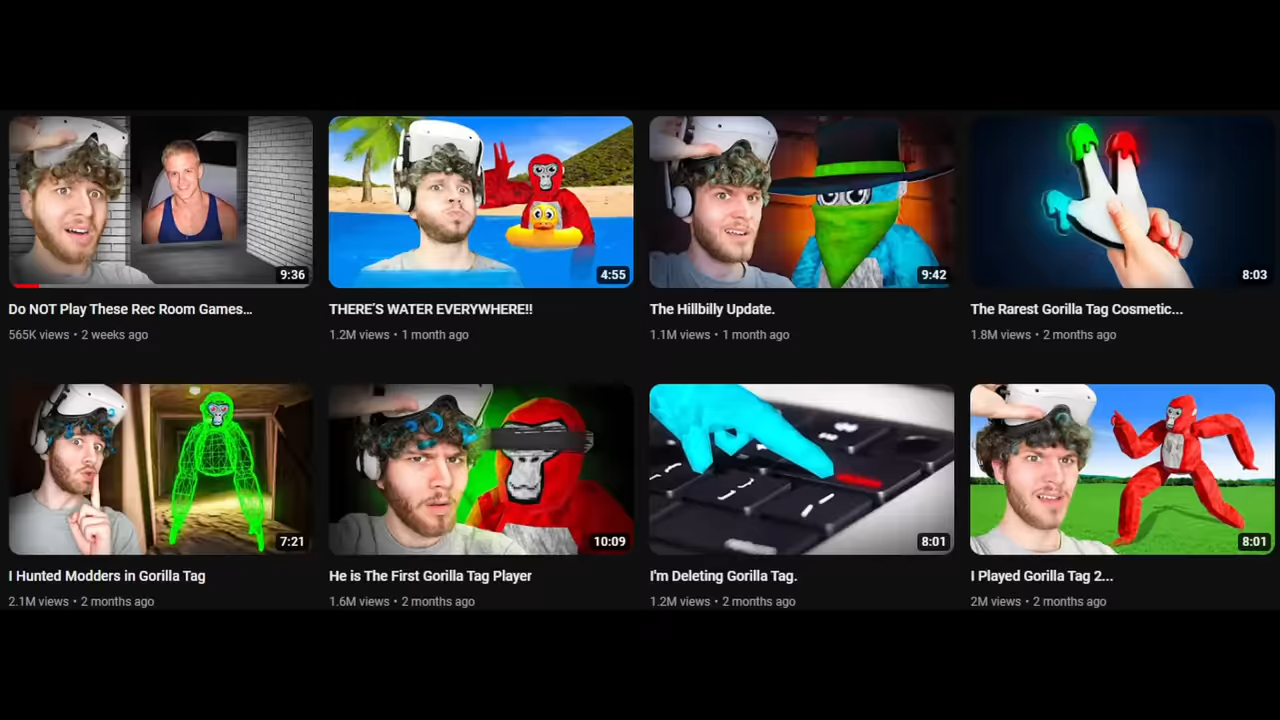 9:36
4:55
9:42
8:03
Do NOT Play These Rec Room Games...
THERE'S WATER EVERYWHERE!!
The Hillbilly Update.
The Rarest Gorilla Tag Cosmetic...
565K views • 2 weeks ago
1.2M views • 1 month ago
1.1M views • 1 month ago
1.8M views • 2 months ago
7:21
10:09
8:01
8:01
I Hunted Modders in Gorilla Tag
He is The First Gorilla Tag Player
I'm Deleting Gorilla Tag.
I Played Gorilla Tag 2...
2.1M views • 2 months ago
1.6M views • 2 months ago
1.2M views • 2 months ago
2M views • 2 months ago